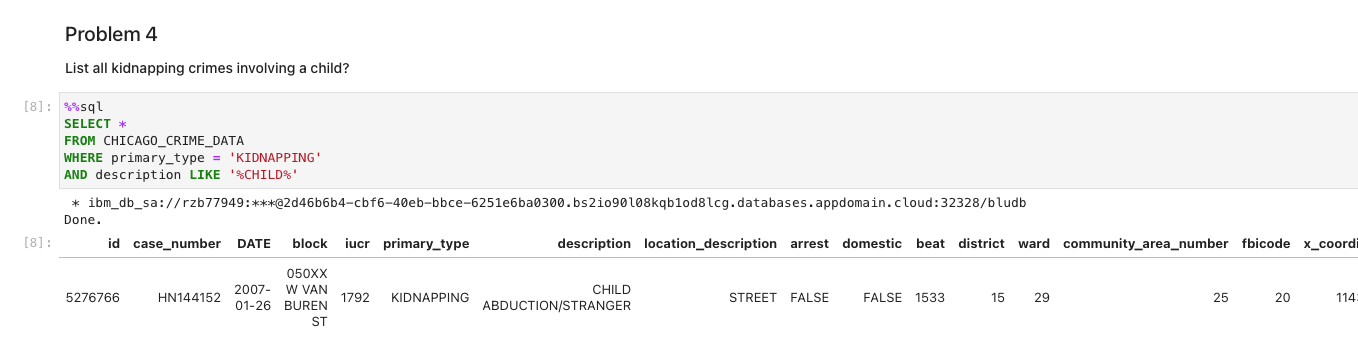 Problem 4
List all kidnapping crimes involving a child?
[8]: %%sql
SELECT *
FROM CHICAGO_CRIME_DATA
WHERE primary_type = 'KIDNAPPING'
AND description LIKE '%CHILD%'
* ibm_db_sa://rzb77949:***@2d46b6b4-cbf6-40eb-bbce-6251e6ba0300.bs2io90l08kqb1od8lcg.databases.appdomain.cloud:32328/bludb
Done.
[8]: id case_number DATE block iucr primary_type description location_description arrest domestic beat district ward community_area_number fbicode x_coordi
050XX
2007- W VAN CHILD
5276766 HN144152 1792 KIDNAPPING STREET FALSE FALSE 1533 15 29 25 20 114
01-26 BUREN ABDUCTION/STRANGER
ST